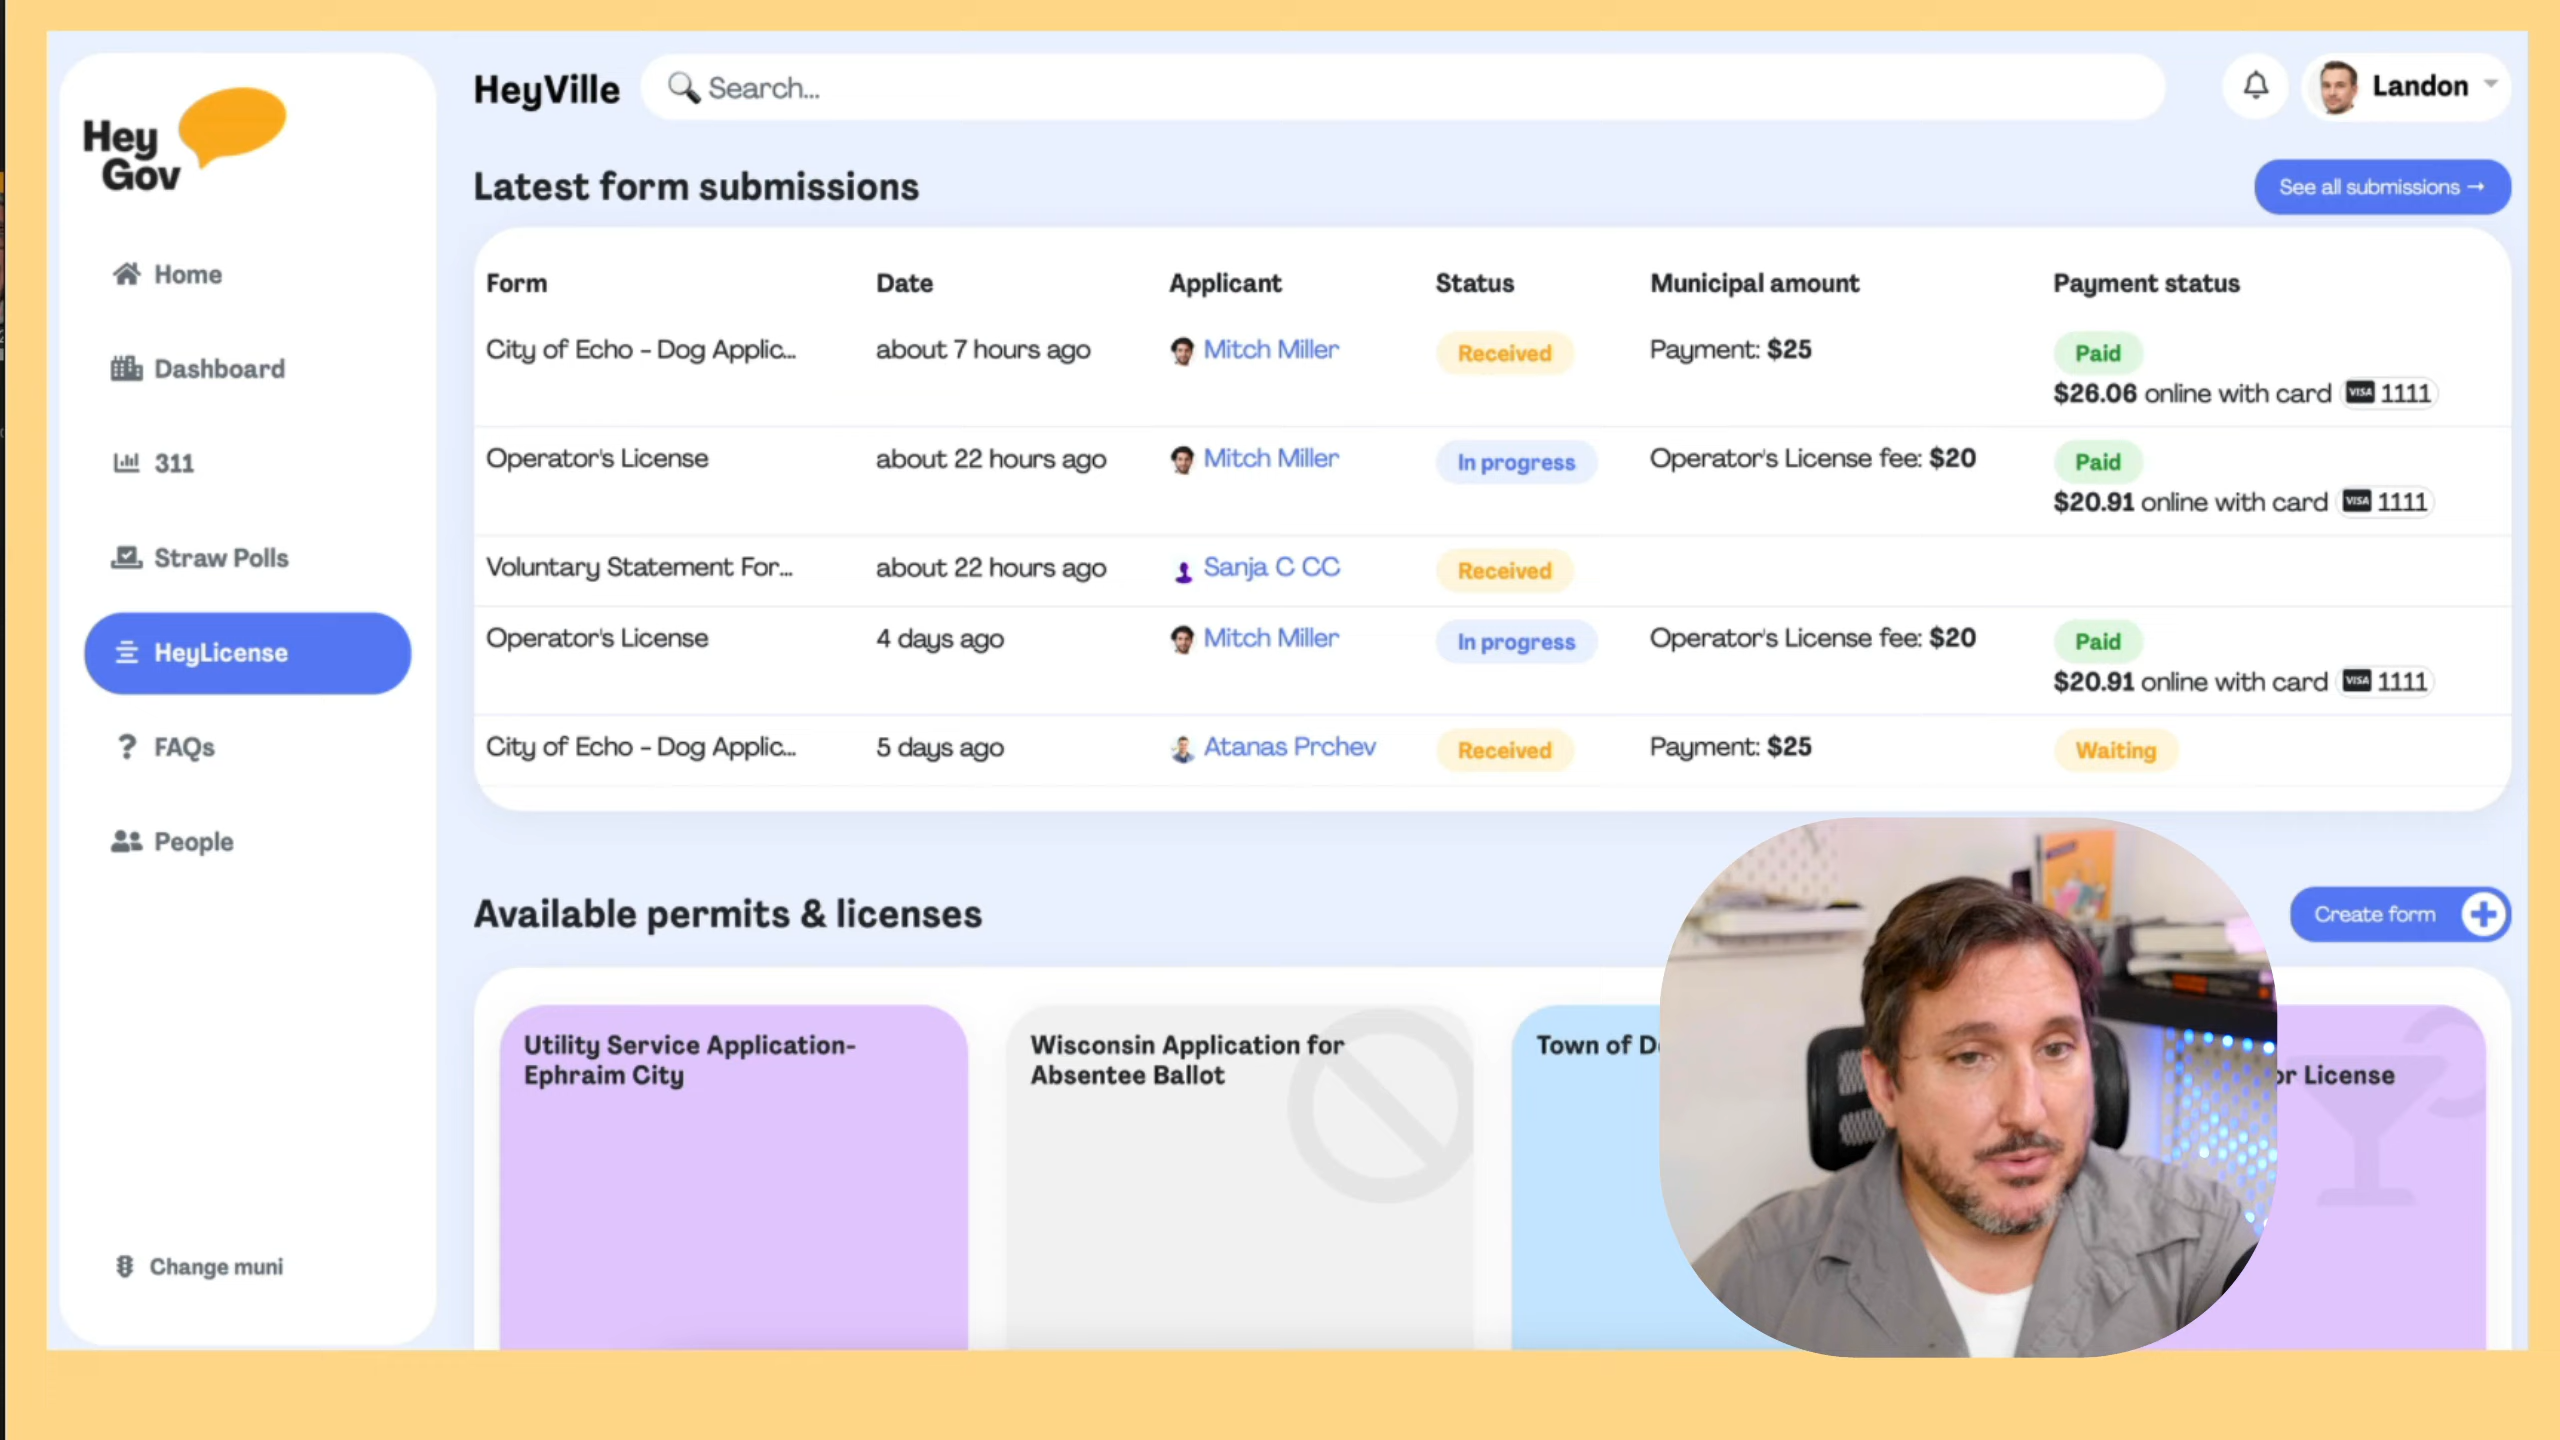 Hey
Gov
HeyVille
Search...
Landon
Home
Dashboard
311
Straw Polls
HeyLicense
FAQs
People
Change muni
Latest form submissions
See all submissions →
Form Date Applicant Status Municipal amount Payment status
City of Echo - Dog Applic... about 7 hours ago Mitch Miller Received Payment: $25 Paid
$26.06 online with card VISA 1111
Operator's License about 22 hours ago Mitch Miller In progress Operator's License fee: $20 Paid
$20.91 online with card VISA 1111
Voluntary Statement For... about 22 hours ago Sanja C CC Received
Operator's License 4 days ago Mitch Miller In progress Operator's License fee: $20 Paid
$20.91 online with card VISA 1111
City of Echo - Dog Applic... 5 days ago Atanas Prchev Received Payment: $25 Waiting
Available permits & licenses
Create form
Utility Service Application-
Ephraim City
Wisconsin Application for
Absentee Ballot
Town of
License